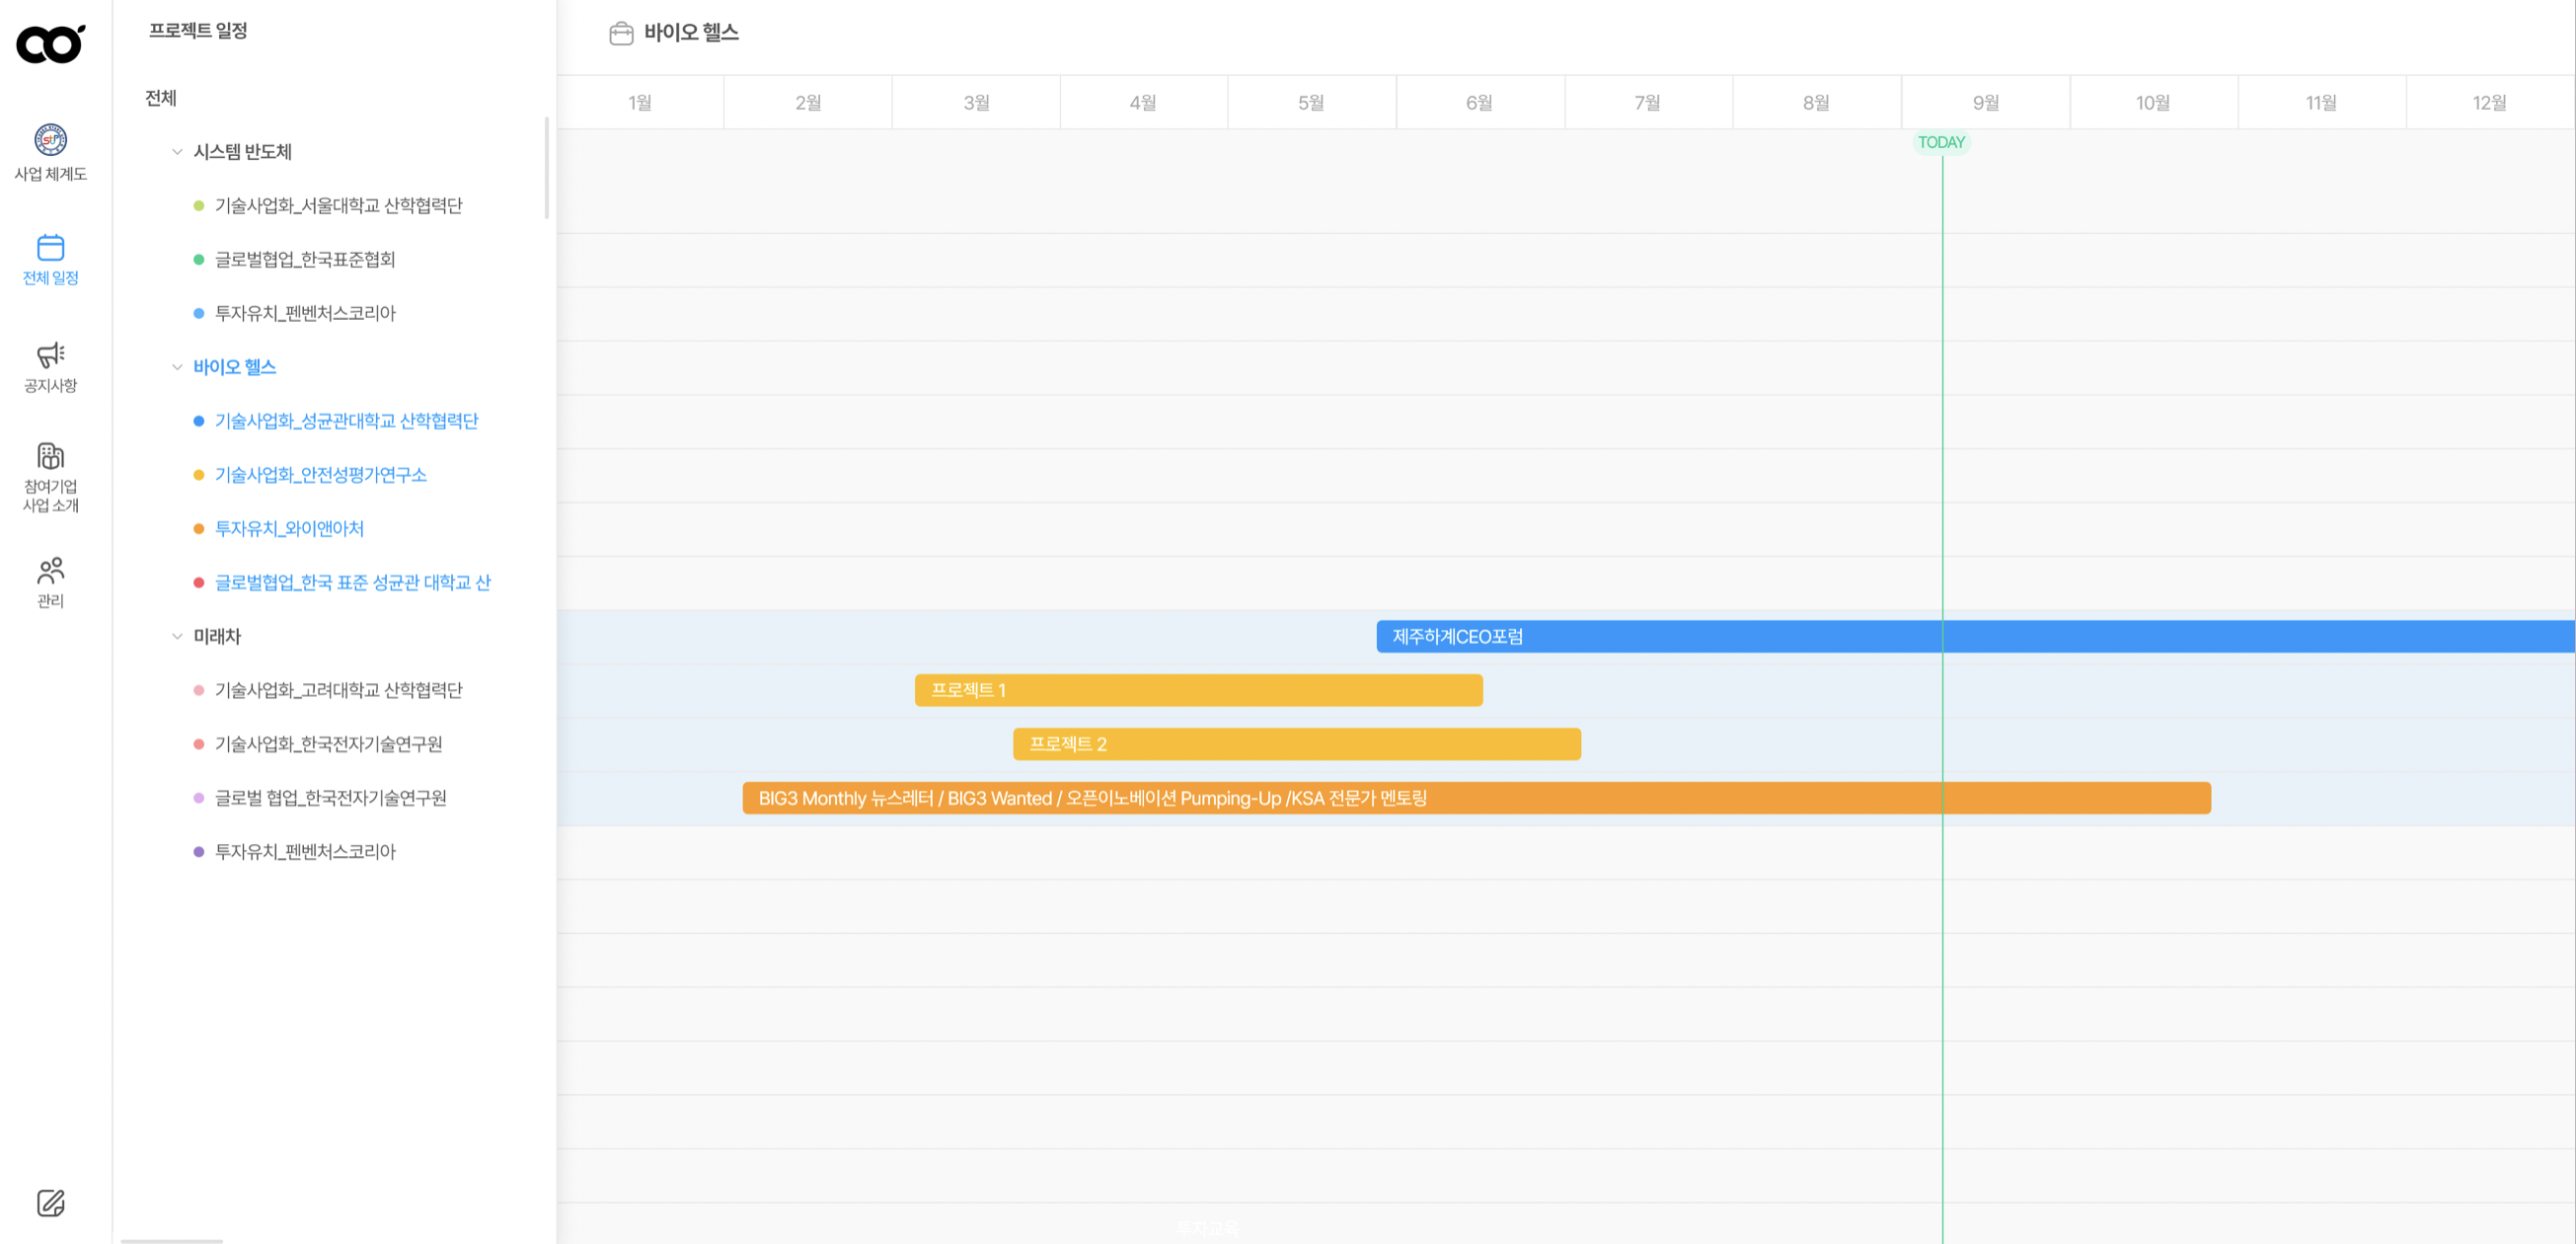 프로젝트 일정
바이오 헬스
전체
1월
2월
3월
4월
5월
6월
7월
8월
9월
10월
11월
12월
TODAY
사업 체계도
전체 일정
공지사항
참여기업
사업 소개
관리
시스템 반도체
기술사업화_서울대학교 산학협력단
글로벌협업_한국표준협회
투자유치_펜벤처스코리아
바이오 헬스
기술사업화_성균관대학교 산학협력단
기술사업화_안전성평가연구소
투자유치_와이앤아처
글로벌협업_한국 표준 성균관 대학교 산
미래차
기술사업화_고려대학교 산학협력단
기술사업화_한국전자기술연구원
글로벌 협업_한국전자기술연구원
투자유치_펜벤처스코리아
제주하계CEO포럼
프로젝트 1
프로젝트 2
BIG3 Monthly 뉴스레터 / BIG3 Wanted / 오픈이노베이션 Pumping-Up /KSA 전문가 멘토링
투자교육